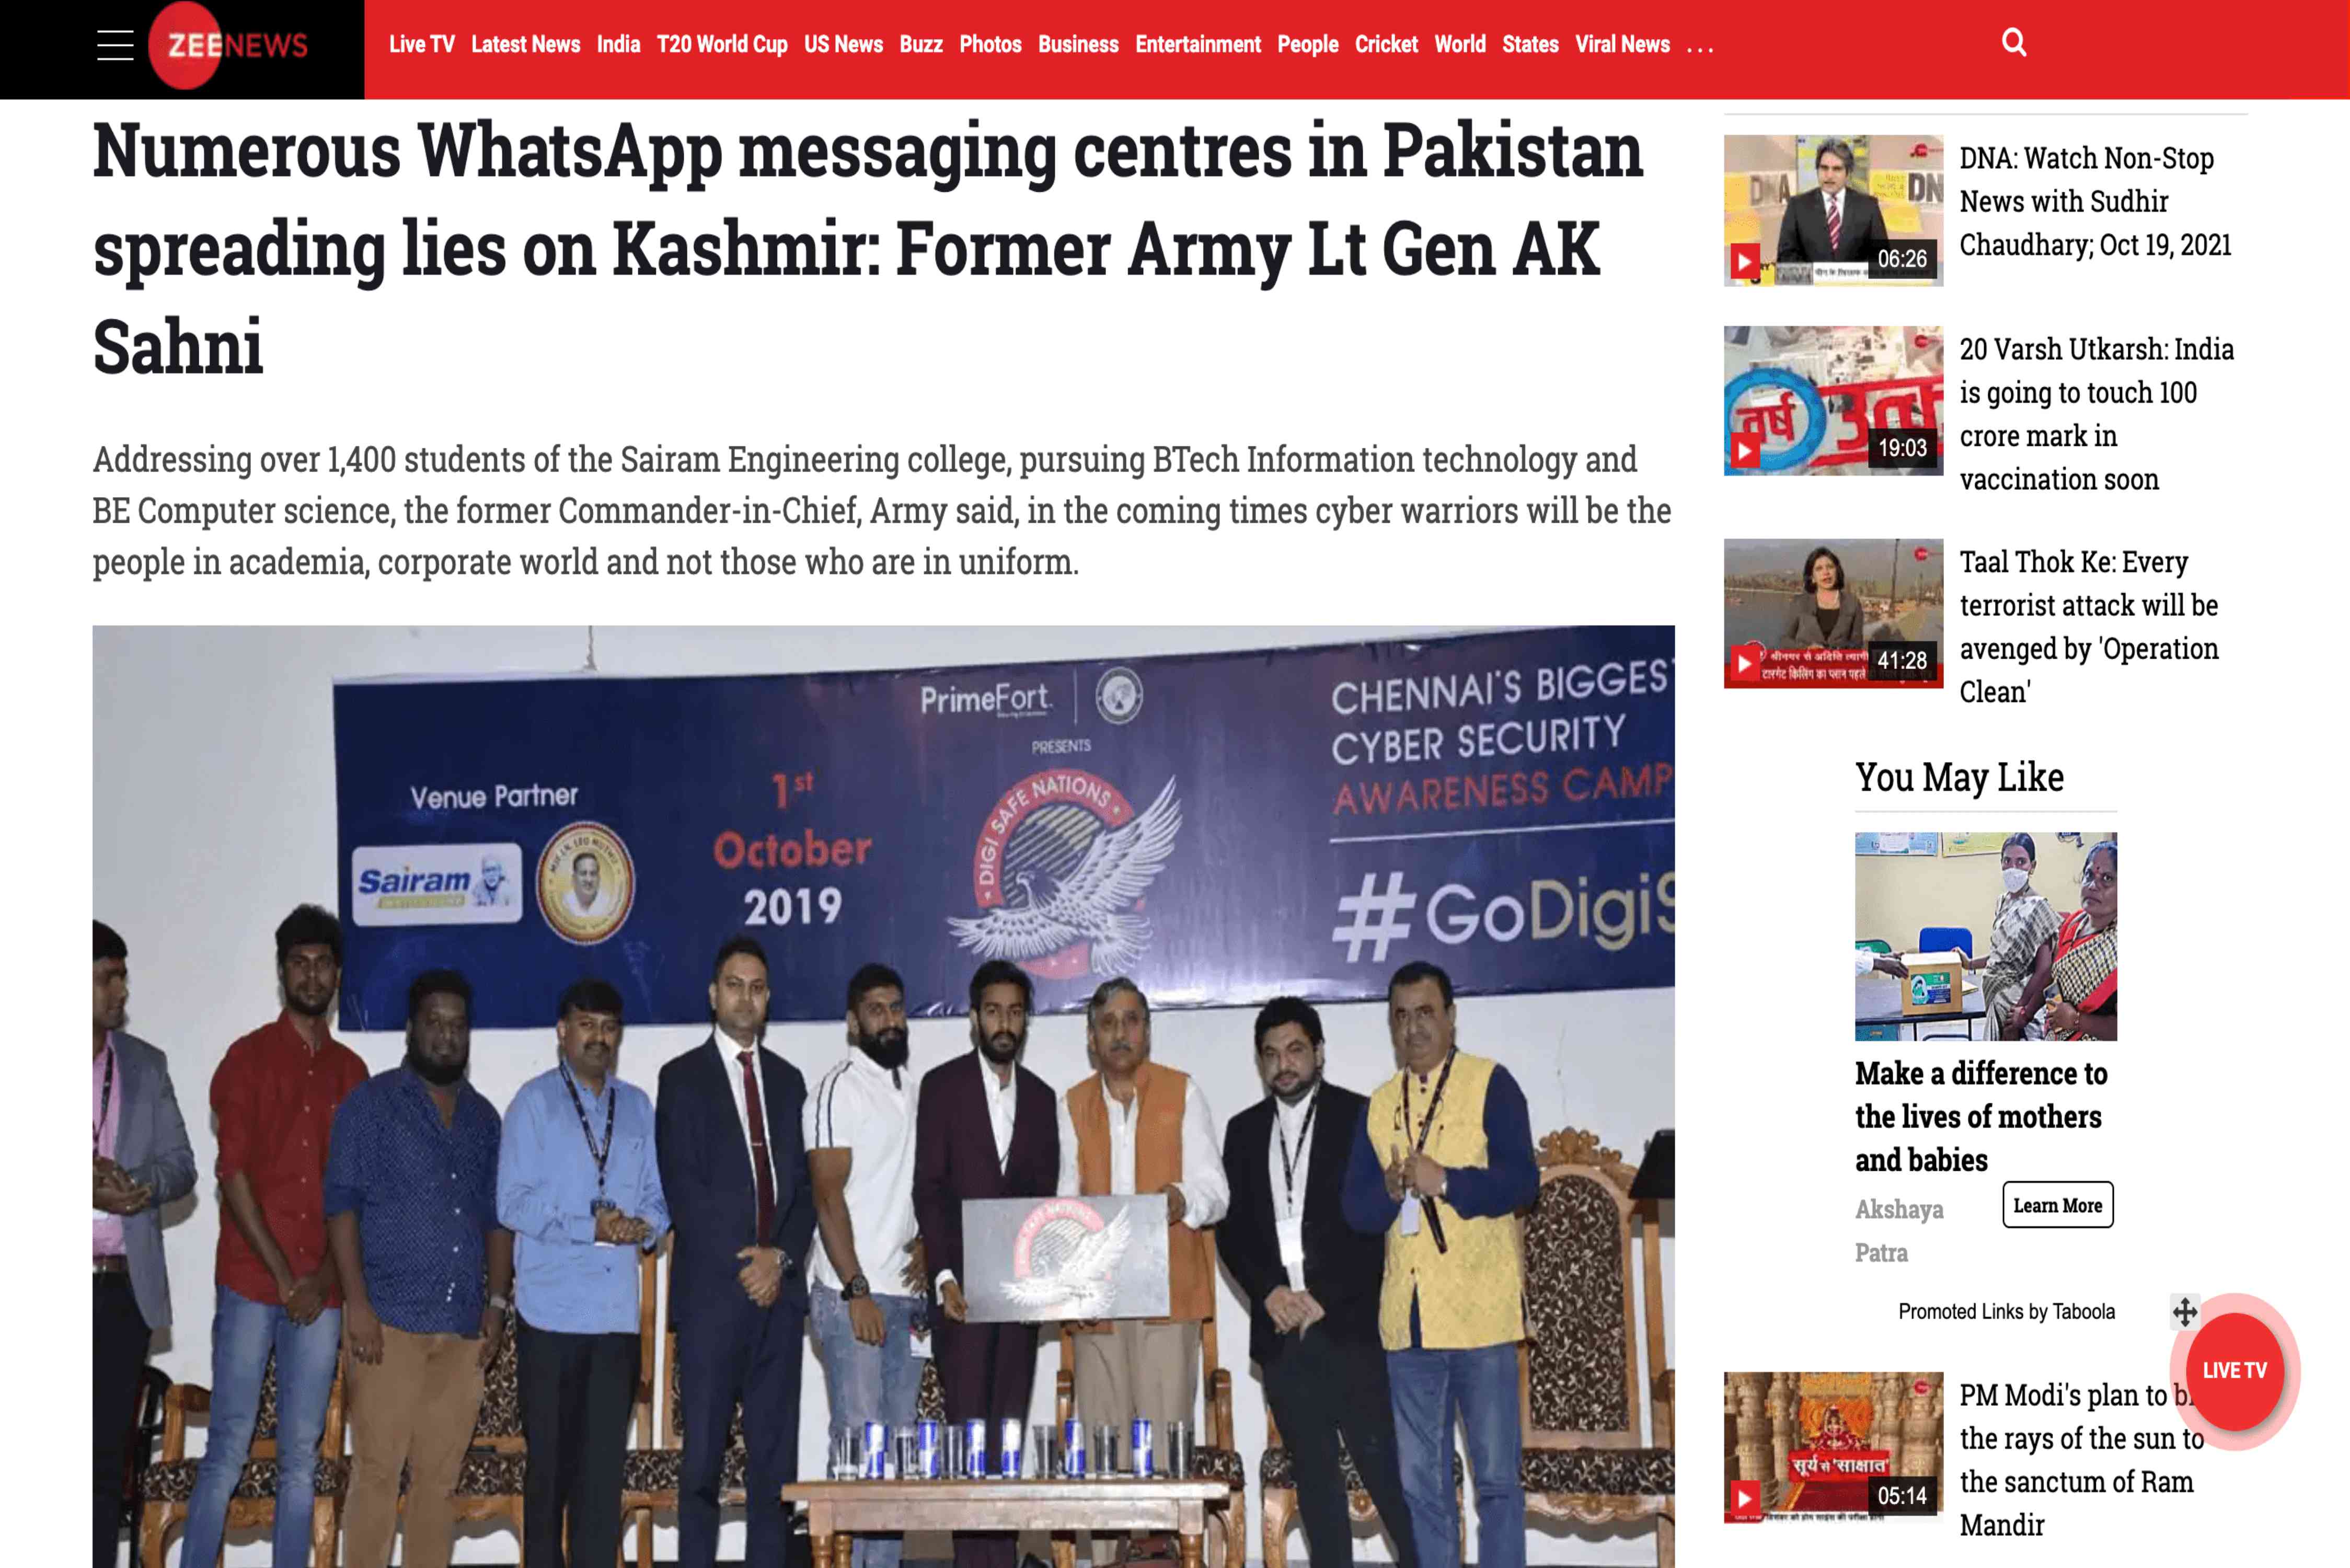 ZEENEWS
Live TV Latest News India T20 World Cup US News Buzz Photos Business Entertainment People Cricket World States Viral News ...
Numerous WhatsApp messaging centres in Pakistan
spreading lies on Kashmir: Former Army Lt Gen AK
Sahni
Addressing over 1,400 students of the Sairam Engineering college, pursuing BTech Information technology and
BE Computer science, the former Commander-in-Chief, Army said, in the coming times cyber warriors will be the
people in academia, corporate world and not those who are in uniform.
PrimeFort
PRESENTS
CHENNAI'S BIGGES
CYBER SECURITY
AWARENESS CAMP
Venue Partner
Sairam
1st
October
2019
DIGI SAFE NATIONS
#GoDigiS
DNA
DN
06:26
DNA: Watch Non-Stop
News with Sudhir
Chaudhary; Oct 19, 2021
वर्ष
19:03
20 Varsh Utkarsh: India
is going to touch 100
crore mark in
vaccination soon
श्रीनगर से अदिति त्यागी
टारगेट किलिंग का प्लान पहले
41:28
Taal Thok Ke: Every
terrorist attack will be
avenged by 'Operation
Clean'
You May Like
Make a difference to
the lives of mothers
and babies
Akshaya
Patra
Learn More
Promoted Links by Taboola
LIVE TV
सूर्य से 'साक्षात'
05:14
PM Modi's plan to b
the rays of the sun to
the sanctum of Ram
Mandir